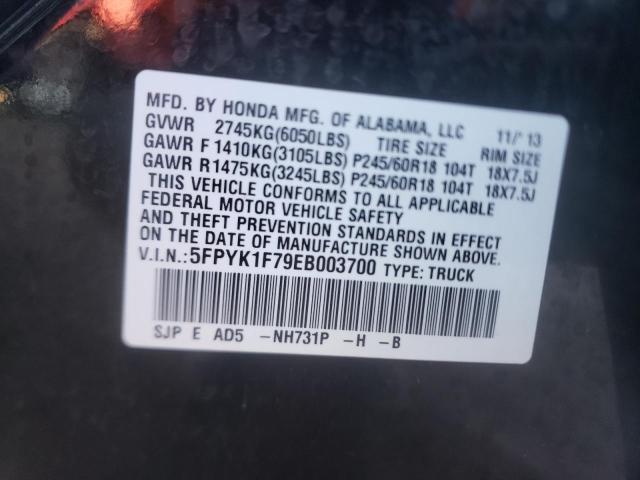 MFD. BY HONDA MFG. OF ALABAMA, LLC 11/ 13
GVWR 2745KG(6050LBS) TIRE SIZE RIM SIZE
GAWR F 1410KG(3105LBS) P245/60R18 104T 18X7.5J
GAWR R1475KG(3245LBS) P245/60R18 104T 18X7.5J
THIS VEHICLE CONFORMS TO ALL APPLICABLE
FEDERAL MOTOR VEHICLE SAFETY
AND THEFT PREVENTION STANDARDS IN EFFECT
ON THE DATE OF MANUFACTURE SHOWN ABOVE.
V.I.N.:5FPYK1F79EB003700 TYPE: TRUCK
SJP E AD5 -NH731P -H -B